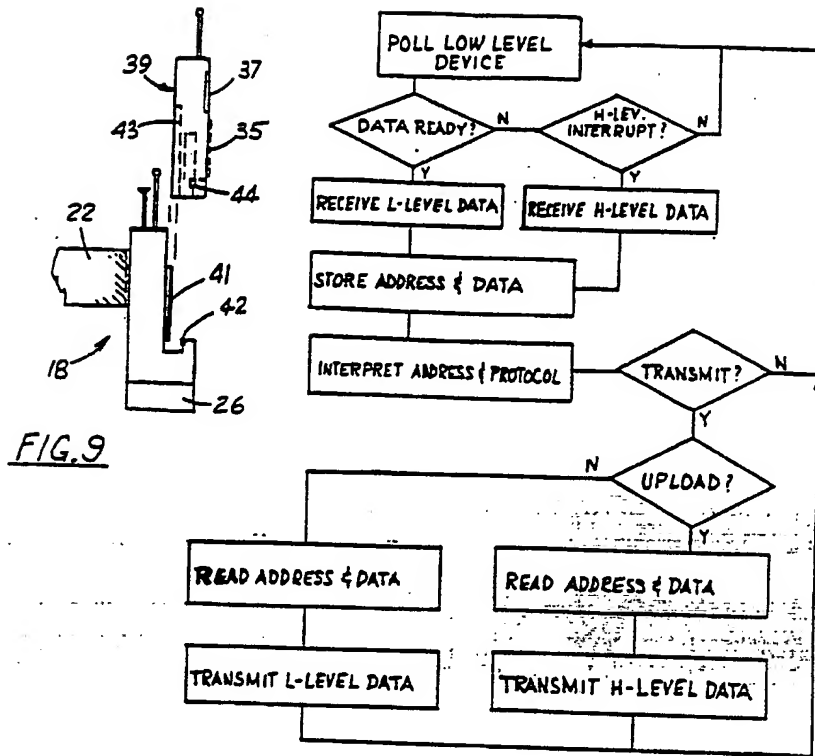 39
37
43
35
44
22
41
42
18
26
FIG.9
POLL LOW LEVEL
DEVICE
DATA READY?
N
H-LEV.
INTERRUPT?
N
Y
Y
RECEIVE L-LEVEL DATA
RECEIVE H-LEVEL DATA
STORE ADDRESS & DATA
INTERPRET ADDRESS & PROTOCOL
TRANSMIT?
N
Y
N
UPLOAD?
Y
READ ADDRESS & DATA
READ ADDRESS & DATA
TRANSMIT L-LEVEL DATA
TRANSMIT H-LEVEL DATA